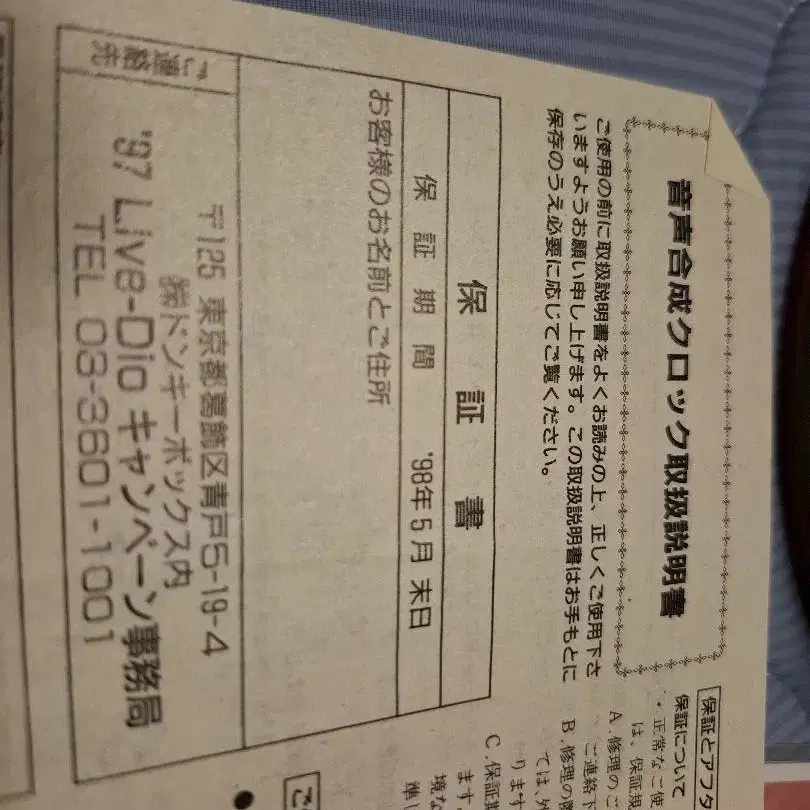 音声合成クロック取扱説明書
ご使用の前に取扱説明書をよくお読みの上、正しくご使用下さ
いますようお願い申し上げます。この取扱説明書はお手もとに
保存のうえ必要に応じてご覧ください。
保 証 書
保 証 期 間 '98年5月 末日
お客様のお名前とご住所
ご連絡先
〒125 東京都葛飾区青戸5-19-4
㈱ドンキーボックス内
'97 Live-Dio キャンペーン事務局
TEL 03-3601-1001
保証とアフタ
保証について
・正常なご使
は、保証規
A.修理のご
ご連絡下
B.修理の
ては、外
ります
C.保証
ます。
境な
準
ご